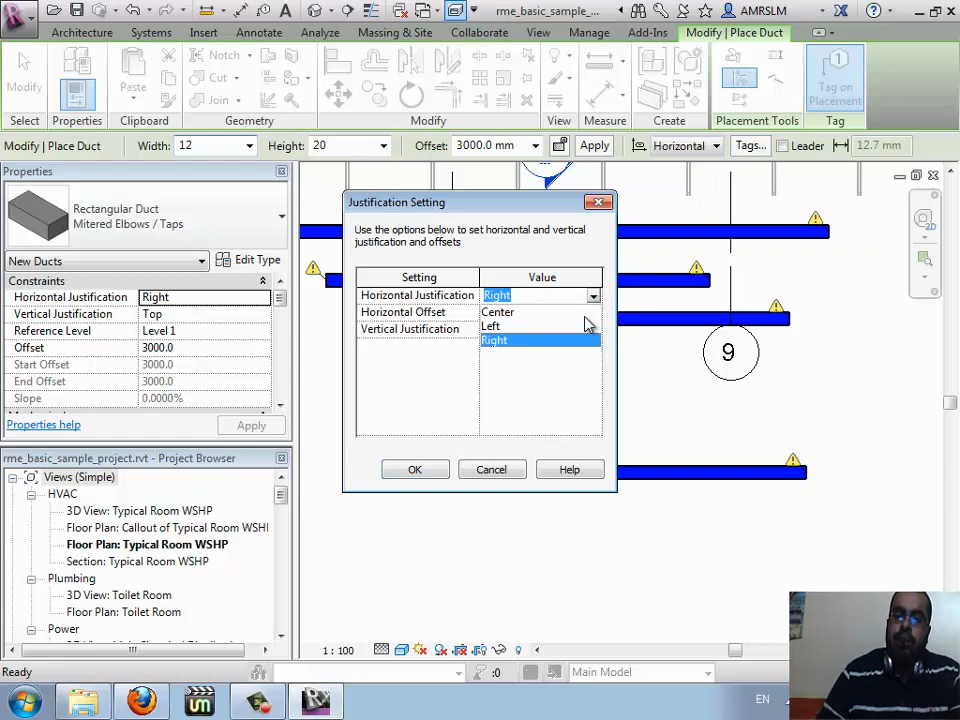 rme_basic_sample_...
AMRSLM
Architecture Systems Insert Annotate Analyze Massing & Site Collaborate View Manage Add-Ins Modify | Place Duct
Modify
Paste
Notch
Cut
Join
Tag on
Placement
Select Properties Clipboard Geometry Modify View Measure Create Placement Tools Tag
Modify | Place Duct Width: 12 Height: 20 Offset: 3000.0 mm Apply Horizontal Tags... Leader 12.7 mm
Properties
Rectangular Duct
Mitered Elbows / Taps
New Ducts Edit Type
Constraints
Horizontal Justification Right
Vertical Justification Top
Reference Level Level 1
Offset 3000.0
Start Offset 3000.0
End Offset 3000.0
Slope 0.0000%
Properties help Apply
rme_basic_sample_project.rvt - Project Browser
Views (Simple)
HVAC
3D View: Typical Room WSHP
Floor Plan: Callout of Typical Room WSHI
Floor Plan: Typical Room WSHP
Section: Typical Room WSHP
Plumbing
3D View: Toilet Room
Floor Plan: Toilet Room
Power
Justification Setting
Use the options below to set horizontal and vertical
justification and offsets
Setting Value
Horizontal Justification Right
Horizontal Offset Center
Vertical Justification Left
Right
OK Cancel Help
9
2D
1 : 100
Ready :0 Main Model
EN